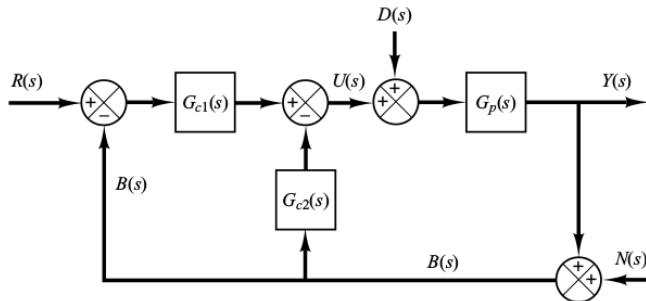 D(s)
R(s)
+
−
G_{c1}(s)
+
−
U(s)
+
+
G_p(s)
Y(s)
B(s)
G_{c2}(s)
B(s)
+
+
N(s)